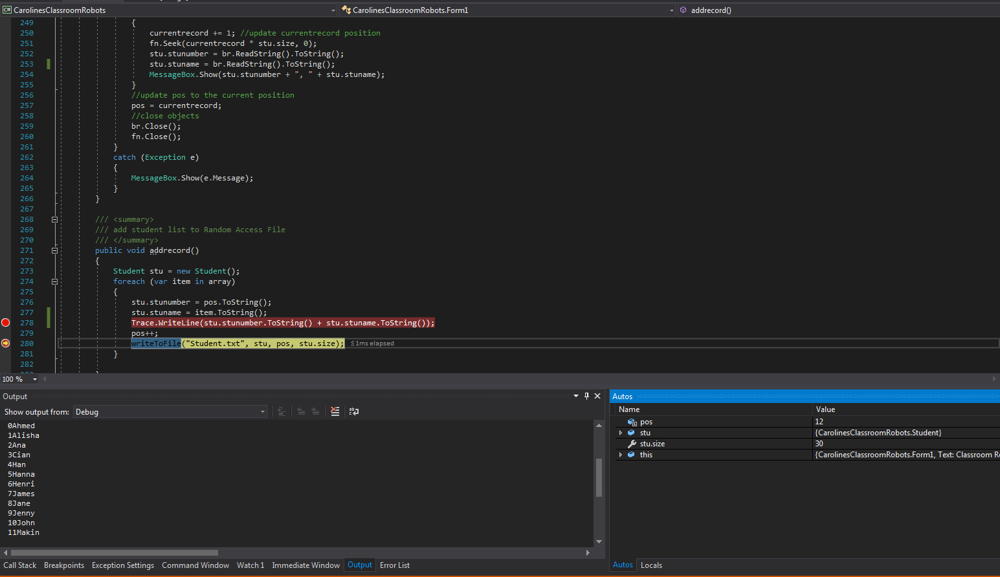 C# CarolinesClassroomRobots CarolinesClassroomRobots.Form1 addrecord()
249 {
250 currentrecord += 1; //update currentrecord position
251 fn.Seek(currentrecord * stu.size, 0);
252 stu.stunumber = br.ReadString().ToString();
253 stu.stuname = br.ReadString().ToString();
254 MessageBox.Show(stu.stunumber + ", " + stu.stuname);
255 }
256 //update pos to the current position
257 pos = currentrecord;
258 //close objects
259 br.Close();
260 fn.Close();
261 }
262 catch (Exception e)
263 {
264 MessageBox.Show(e.Message);
265 }
266 }
267
268 /// <summary>
269 /// add student list to Random Access File
270 /// </summary>
271 public void addrecord()
272 {
273 Student stu = new Student();
274 foreach (var item in array)
275 {
276 stu.stunumber = pos.ToString();
277 stu.stuname = item.ToString();
278 Trace.WriteLine(stu.stunumber.ToString() + stu.stuname.ToString());
279 pos++;
280 writeToFile("Student.txt", stu, pos, stu.size); ≤1ms elapsed
281 }
282
100 %
Output
Show output from: Debug
0Ahmed
1Alisha
2Ana
3Cian
4Han
5Hanna
6Henri
7James
8Jane
9Jenny
10John
11Makin
Call Stack Breakpoints Exception Settings Command Window Watch 1 Immediate Window Output Error List
Autos
Name Value
pos 12
stu {CarolinesClassroomRobots.Student}
stu.size 30
this {CarolinesClassroomRobots.Form1, Text: Classroom R
Autos Locals